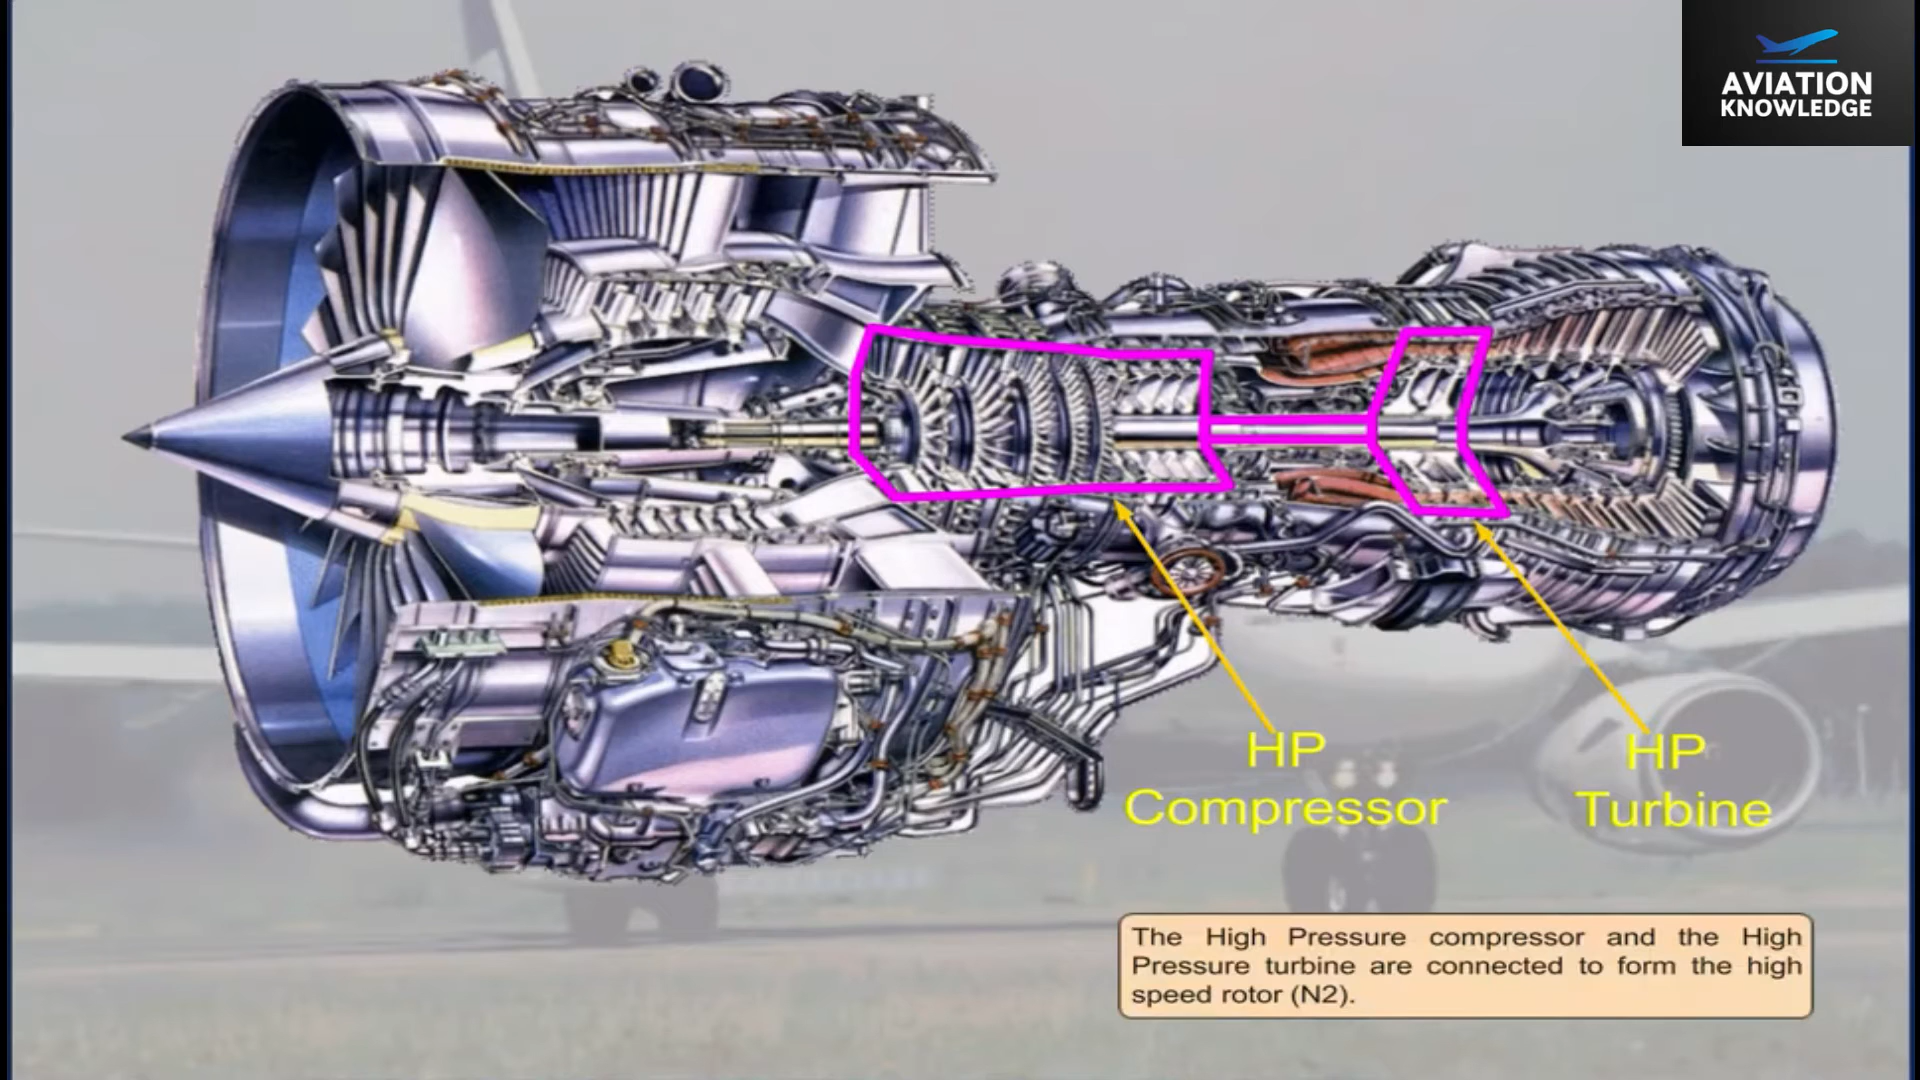 AVIATION
KNOWLEDGE
HP
Compressor
HP
Turbine
The High Pressure compressor and the High
Pressure turbine are connected to form the high
speed rotor (N2).